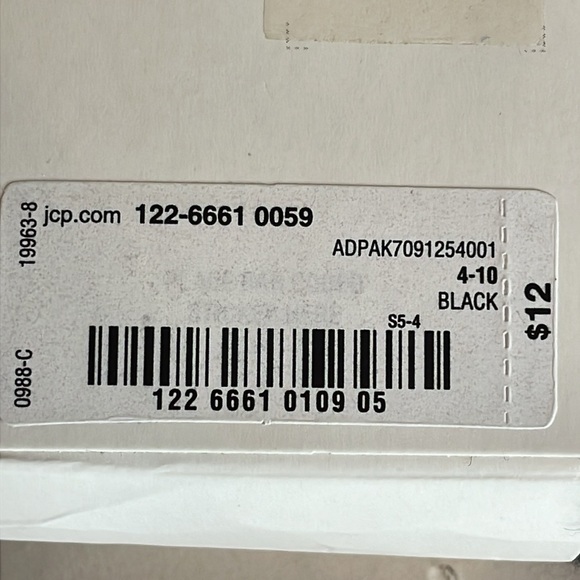 jcp.com 122-6661 0059
ADPAK7091254001
4-10
BLACK
S5-4
122 6661 0109 05
19963-8
0988-C
$12